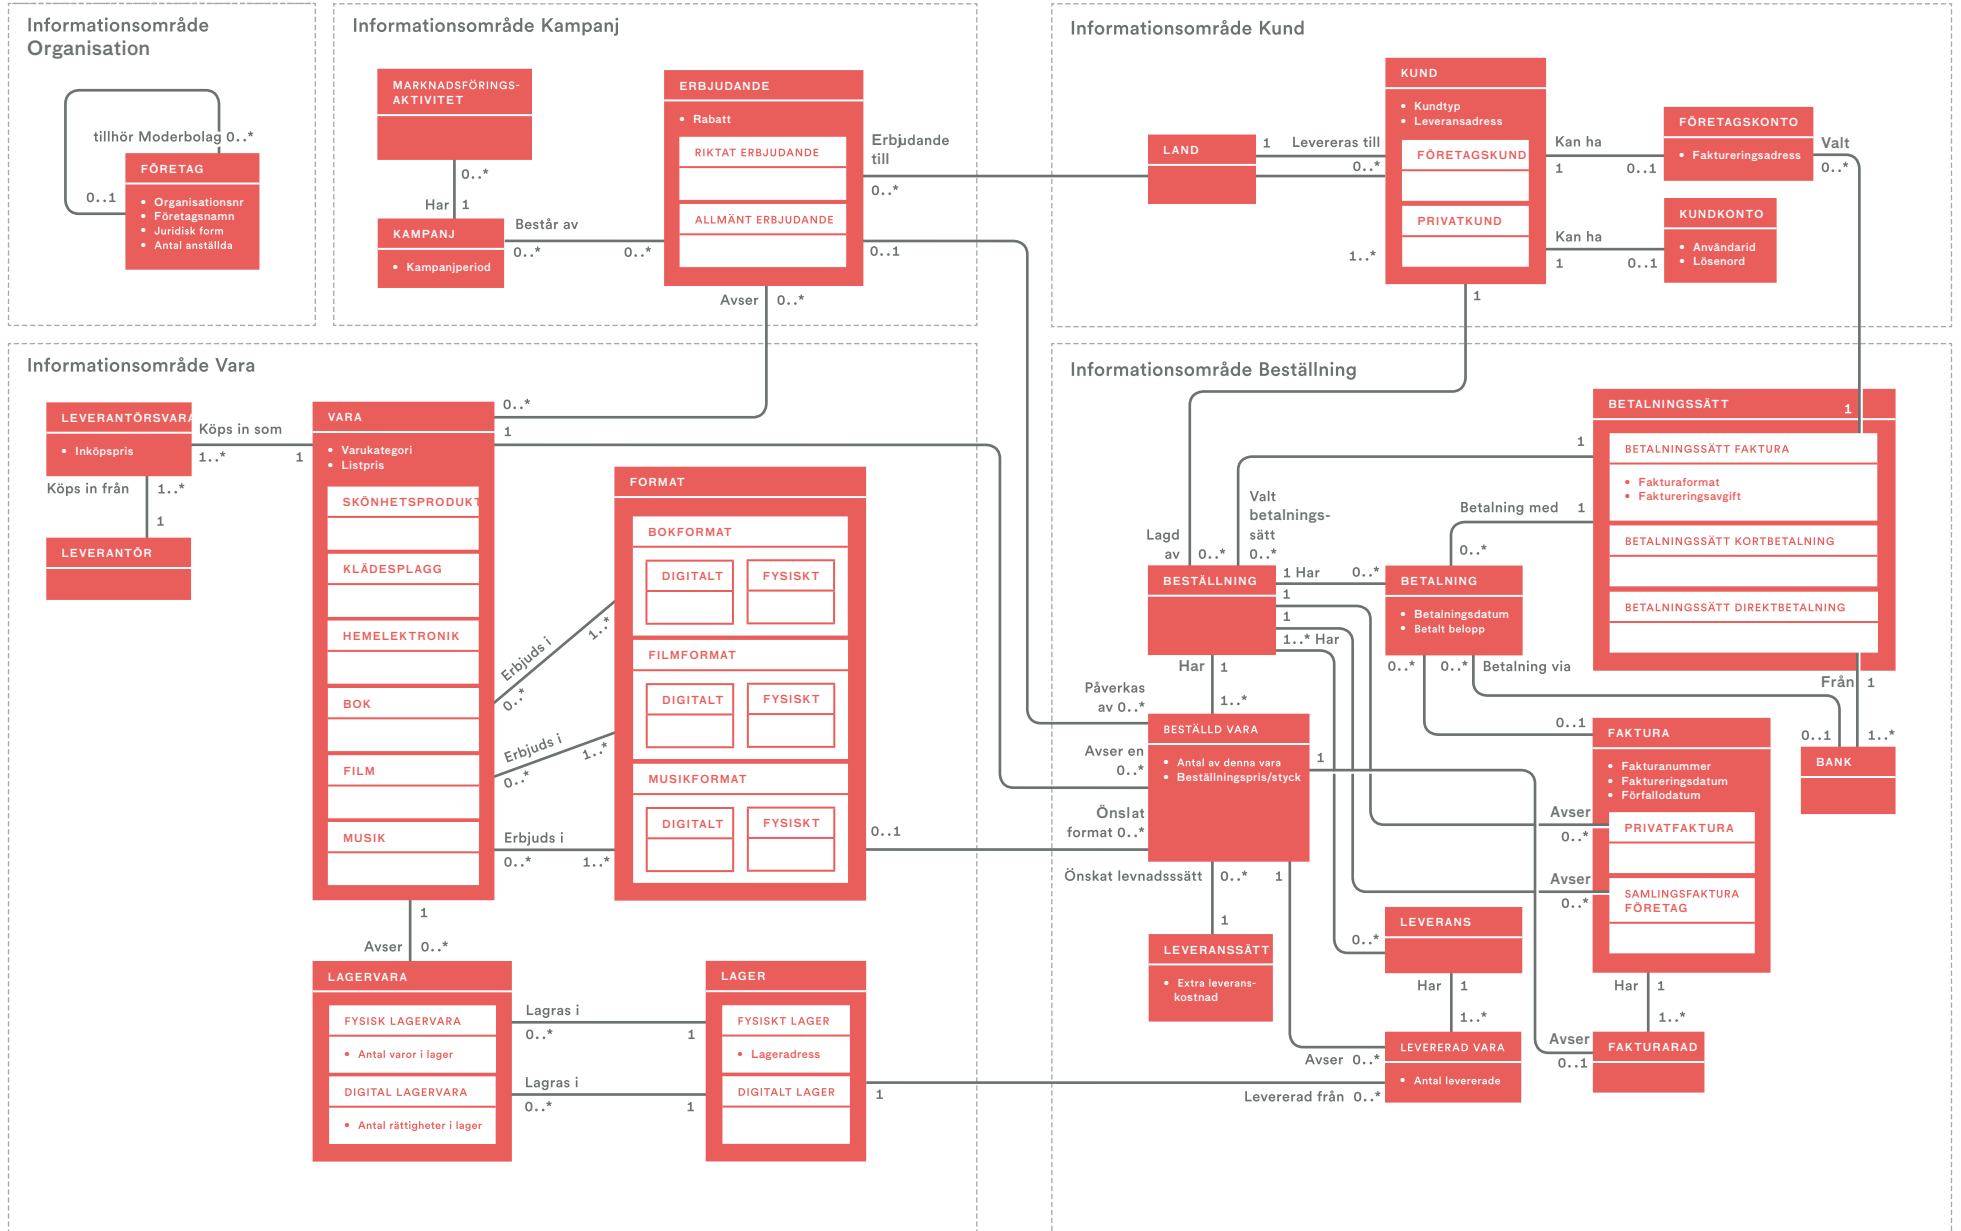 Informationsområde
Organisation
tillhör Moderbolag 0..*
FÖRETAG
0..1
• Organisationsnr
• Företagsnamn
• Juridisk form
• Antal anställda
Informationsområde Kampanj
MARKNADSFÖRINGS-
AKTIVITET
0..*
Har 1
KAMPANJ
• Kampanjperiod
Består av
0..* 0..*
ERBJUDANDE
• Rabatt
RIKTAT ERBJUDANDE
ALLMÄNT ERBJUDANDE
Erbjudande
till
0..*
0..1
Avser 0..*
Informationsområde Kund
LAND
1 Levereras till
0..*
KUND
• Kundtyp
• Leveransadress
FÖRETAGSKUND
PRIVATKUND
1..*
1
Kan ha
1 0..1
FÖRETAGSKONTO
• Faktureringsadress
Valt
0..*
KUNDKONTO
• Användarid
• Lösenord
Kan ha
1 0..1
Informationsområde Vara
LEVERANTÖRSVARA
• Inköpspris
Köps in som
1..* 1
Köps in från 1..*
1
LEVERANTÖR
VARA
• Varukategori
• Listpris
SKÖNHETSPRODUKT
KLÄDESPLAGG
HEMELEKTRONIK
BOK
FILM
MUSIK
0..*
1
FORMAT
BOKFORMAT
DIGITALT FYSISKT
FILMFORMAT
DIGITALT FYSISKT
MUSIKFORMAT
DIGITALT FYSISKT
Erbjuds i
0..* 1..*
Erbjuds i
0..* 1..*
Erbjuds i
0..* 1..*
0..1
1
Avser 0..*
LAGERVARA
FYSISK LAGERVARA
• Antal varor i lager
DIGITAL LAGERVARA
• Antal rättigheter i lager
Lagras i
0..* 1
Lagras i
0..* 1
LAGER
FYSISKT LAGER
• Lageradress
DIGITALT LAGER
1
Informationsområde Beställning
BETALNINGSSÄTT
1
BETALNINGSSÄTT FAKTURA
• Fakturaformat
• Faktureringsavgift
BETALNINGSSÄTT KORTBETALNING
BETALNINGSSÄTT DIREKTBETALNING
1
Valt
betalnings-
sätt
0..*
Lagd
av 0..*
Betalning med 1
0..*
BESTÄLLNING
1 Har 0..*
1
1
1..* Har
BETALNING
• Betalningsdatum
• Betalt belopp
0..* 0..* Betalning via
Från 1
0..1 1..*
BANK
Har 1
1..*
Påverkas
av 0..*
Avser en
0..*
Önslat
format 0..*
BESTÄLLD VARA
• Antal av denna vara
• Beställningspris/styck
1
0..1
FAKTURA
• Fakturanummer
• Faktureringsdatum
• Förfallodatum
PRIVATFAKTURA
SAMLINGSFAKTURA
FÖRETAG
Avser
0..*
Avser
0..*
Önskat levnadsssätt 0..* 1
1
LEVERANSSÄTT
• Extra leverans-
kostnad
LEVERANS
0..*
Har 1
1..*
LEVERERAD VARA
• Antal levererade
Avser 0..*
Levererad från 0..*
Har 1
1..*
Avser
0..1
FAKTURARAD